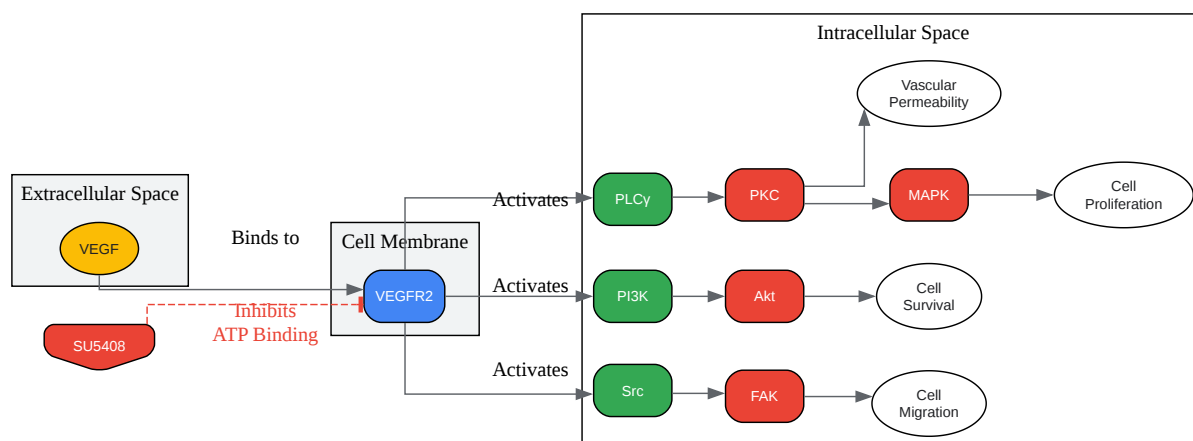 Intracellular Space
Vascular
Permeability
Extracellular Space
VEGF
Binds to
Cell Membrane
VEGFR2
Inhibits
ATP Binding
SU5408
Activates
PLCγ
PKC
MAPK
Cell
Proliferation
Activates
PI3K
Akt
Cell
Survival
Activates
Src
FAK
Cell
Migration